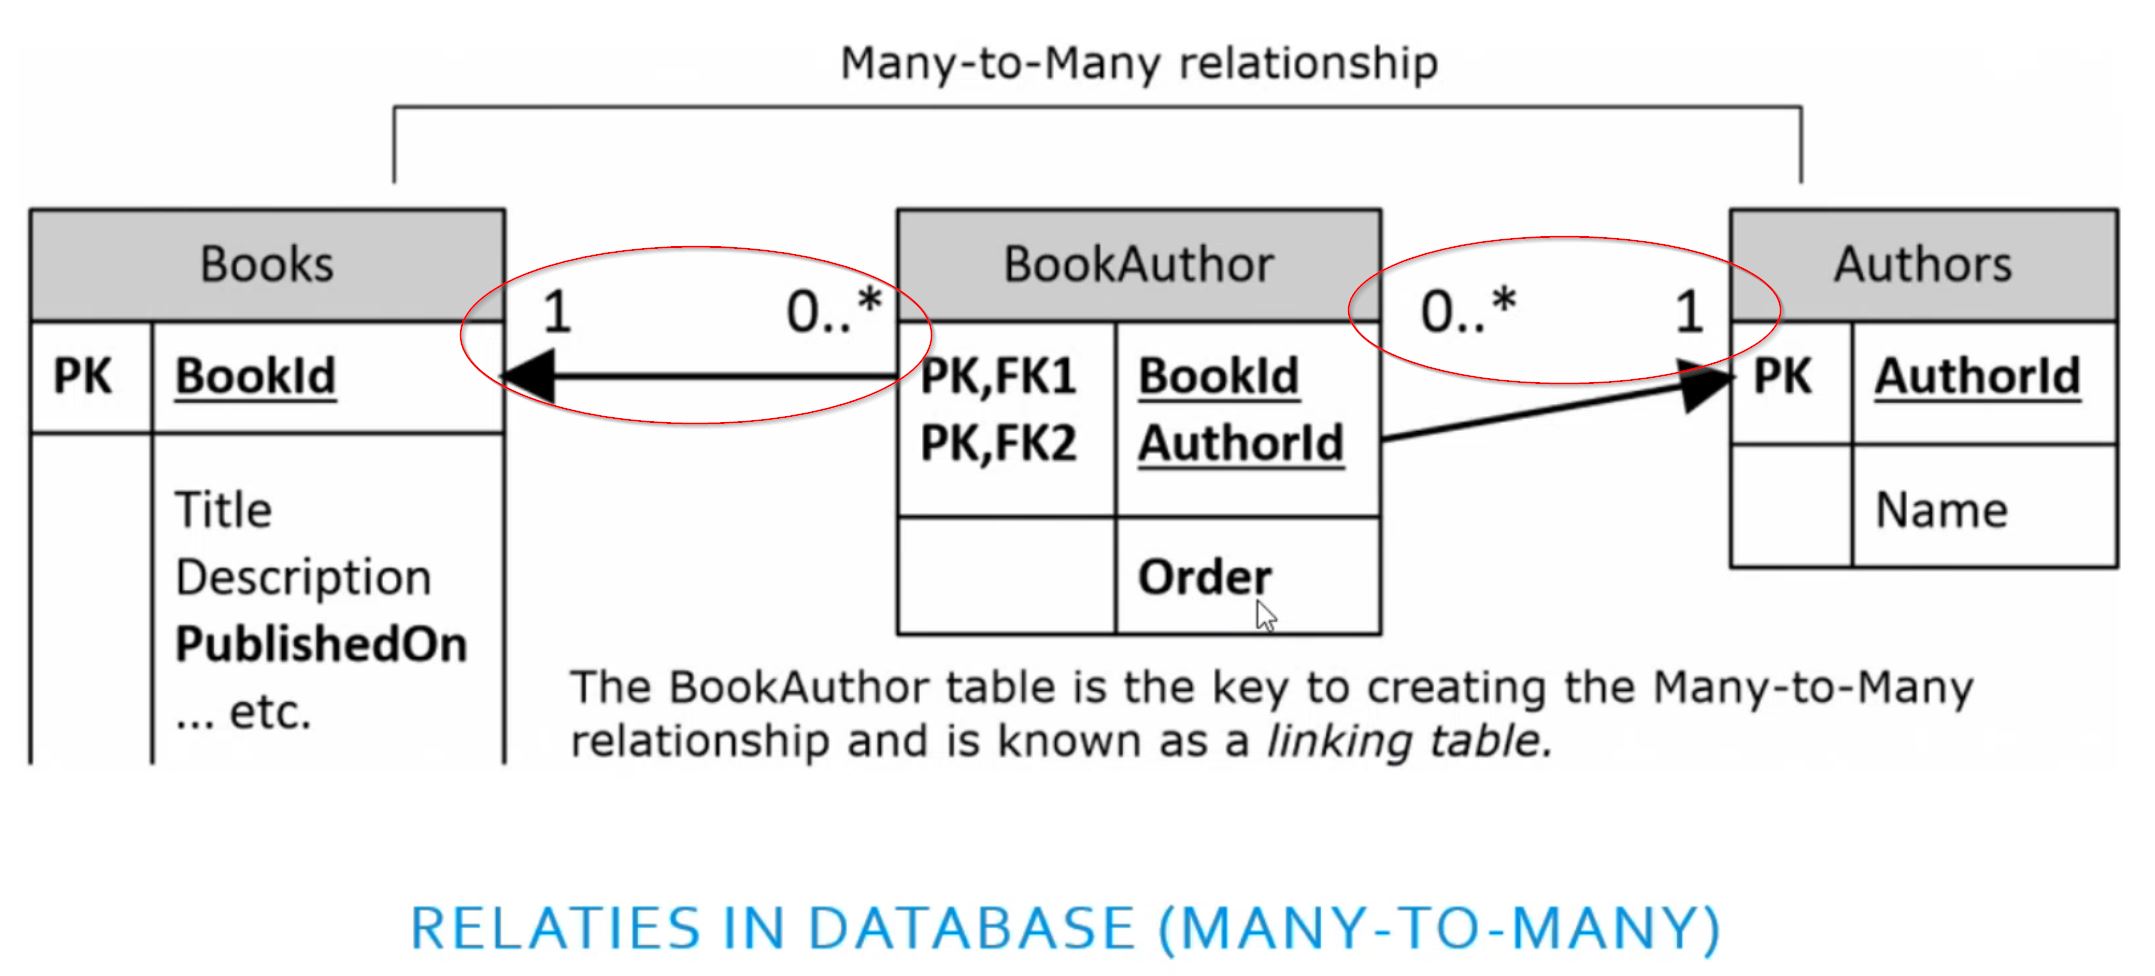 Many-to-Many relationship
Books
1
0..*
BookAuthor
0..*
1
Authors
PK
BookId
PK,FK1
BookId
PK
AuthorId
PK,FK2
AuthorId
Title
Name
Description
Order
PublishedOn
... etc.
The BookAuthor table is the key to creating the Many-to-Many
relationship and is known as a linking table.
RELATIES IN DATABASE (MANY-TO-MANY)